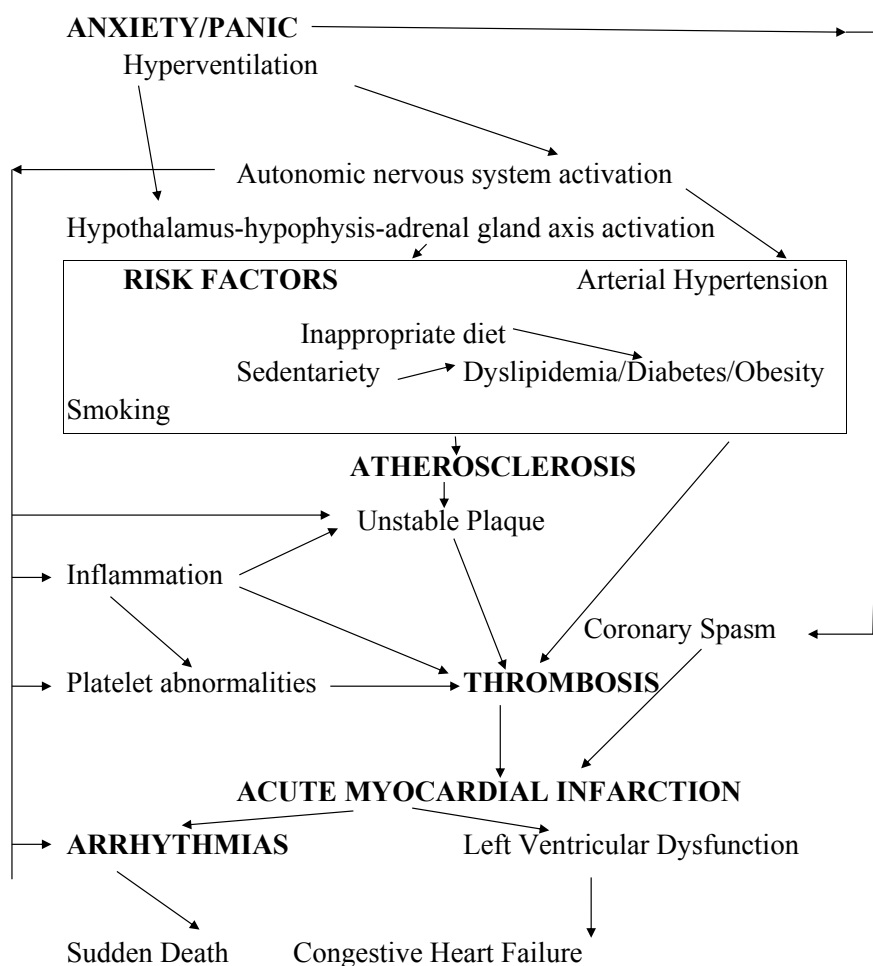 ANXIETY/PANIC
Hyperventilation
Autonomic nervous system activation
Hypothalamus-hypophysis-adrenal gland axis activation
RISK FACTORS Arterial Hypertension
Inappropriate diet
Sedentariety Dyslipidemia/Diabetes/Obesity
Smoking
ATHEROSCLEROSIS
Unstable Plaque
Inflammation
Coronary Spasm
Platelet abnormalities THROMBOSIS
ACUTE MYOCARDIAL INFARCTION
ARRHYTHMIAS Left Ventricular Dysfunction
Sudden Death Congestive Heart Failure